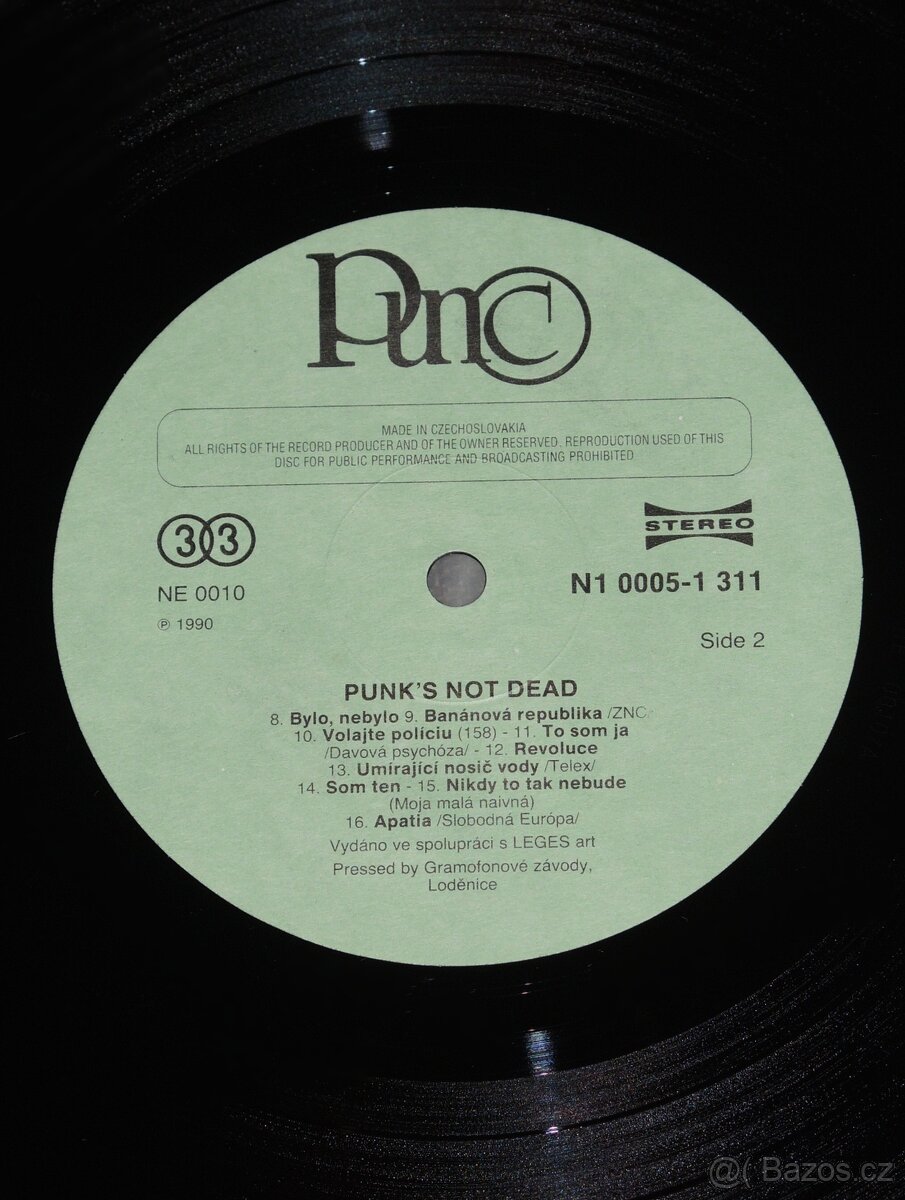 Punc
MADE IN CZECHOSLOVAKIA
ALL RIGHTS OF THE RECORD PRODUCER AND OF THE OWNER RESERVED. REPRODUCTION USED OF THIS
DISC FOR PUBLIC PERFORMANCE AND BROADCASTING PROHIBITED
33
STEREO
NE 0010
N1 0005-1 311
℗ 1990
Side 2
PUNK'S NOT DEAD
8. Bylo, nebylo 9. Banánová republika /ZNC
10. Volajte políciu (158) - 11. To som ja
/Davová psychóza/ - 12. Revoluce
13. Umírající nosič vody /Telex/
14. Som ten - 15. Nikdy to tak nebude
(Moja malá naivná)
16. Apatia /Slobodná Európa/
Vydáno ve spolupráci s LEGES art
Pressed by Gramofonové závody,
Loděnice
@( Bazos.cz